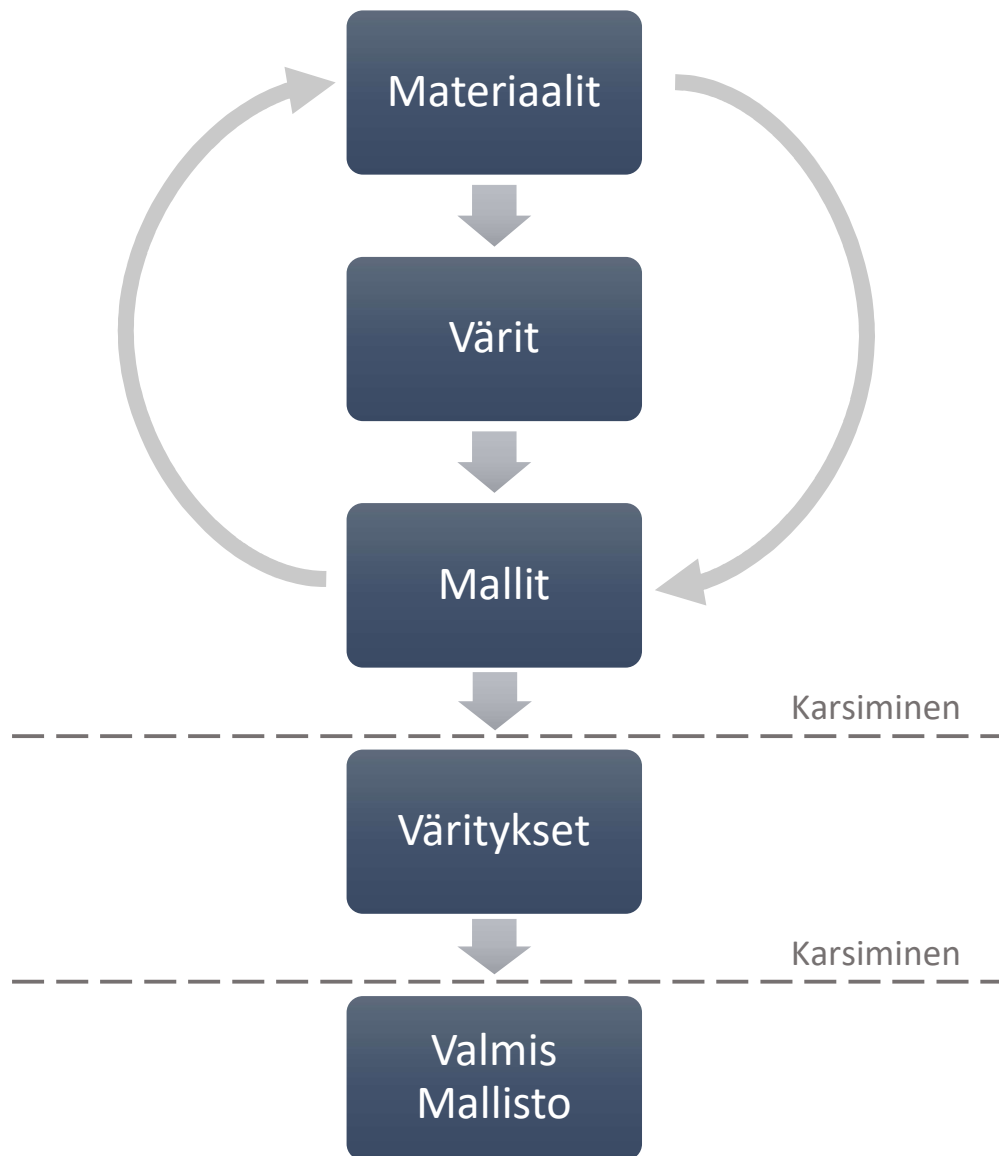 Materiaalit
Värit
Mallit
Karsiminen
Väritykset
Karsiminen
Valmis
Mallisto